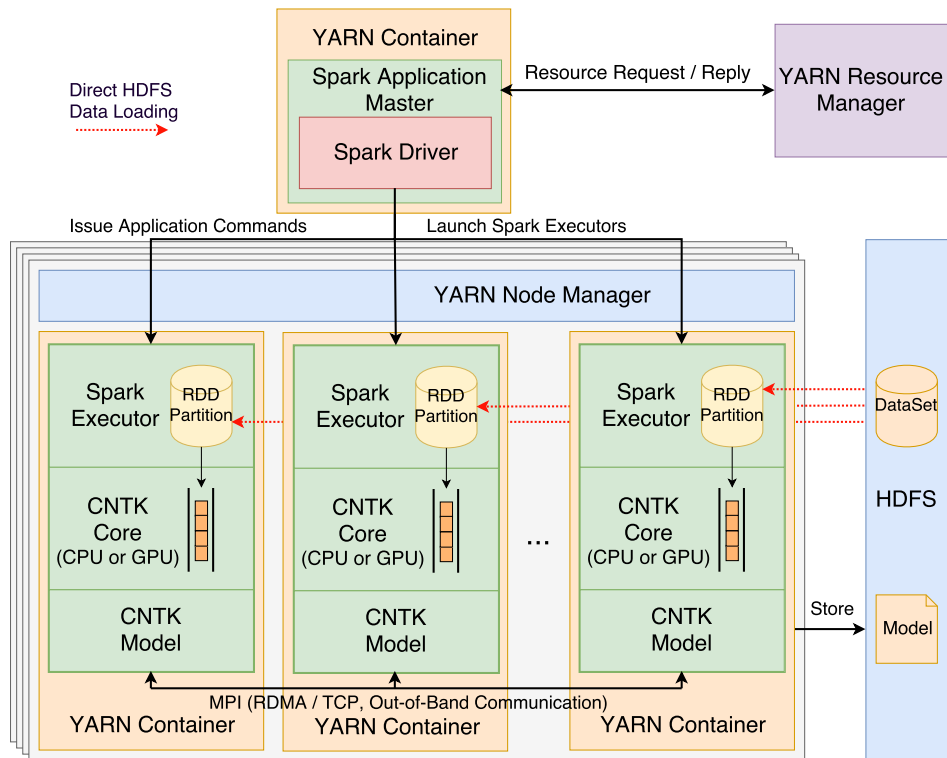 YARN Container
Spark Application
Master
Spark Driver
Resource Request / Reply
YARN Resource
Manager
Direct HDFS
Data Loading
Issue Application Commands
Launch Spark Executors
YARN Node Manager
Spark
Executor
RDD
Partition
CNTK
Core
(CPU or GPU)
CNTK
Model
YARN Container
Spark
Executor
RDD
Partition
CNTK
Core
(CPU or GPU)
CNTK
Model
YARN Container
...
Spark
Executor
RDD
Partition
CNTK
Core
(CPU or GPU)
CNTK
Model
YARN Container
MPI (RDMA / TCP, Out-of-Band Communication)
Store
DataSet
HDFS
Model